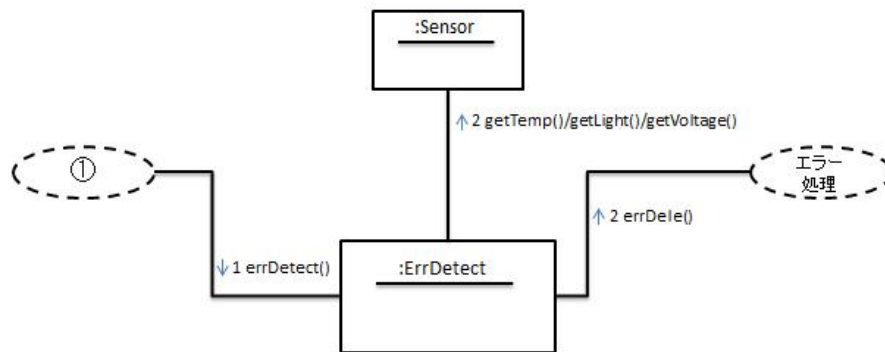 :Sensor
↑ 2 getTemp()/getLight()/getVoltage()
①
エラー
処理
↑ 2 errDele()
↓ 1 errDetect()
:ErrDetect